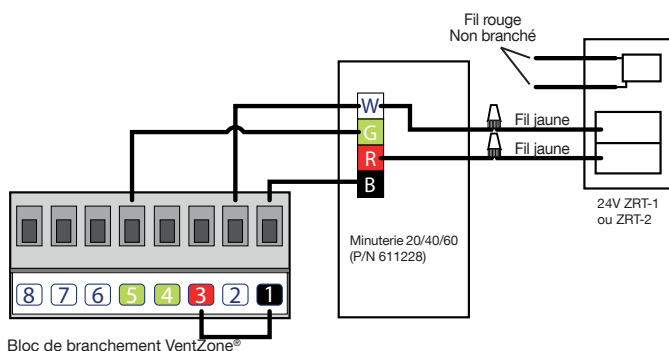 Fil rouge
Non branché
W
G
R
B
Fil jaune
Fil jaune
24V ZRT-1
ou ZRT-2
Minuterie 20/40/60
(P/N 611228)
8 7 6 5 4 3 2 1
Bloc de branchement VentZone®